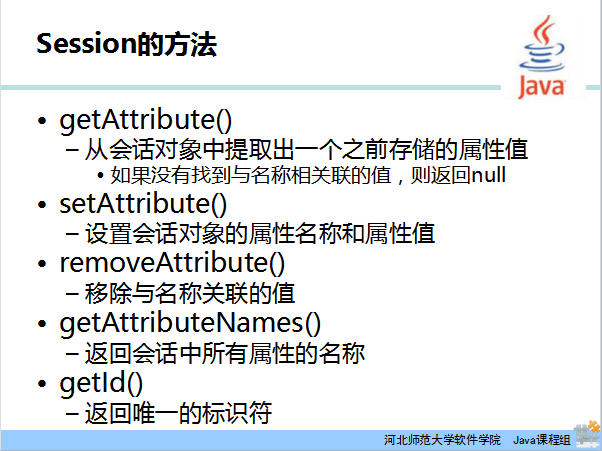 Session的方法
Java
• getAttribute()
– 从会话对象中提取出一个之前存储的属性值
• 如果没有找到与名称相关联的值，则返回null
• setAttribute()
– 设置会话对象的属性名称和属性值
• removeAttribute()
– 移除与名称关联的值
• getAttributeNames()
– 返回会话中所有属性的名称
• getId()
– 返回唯一的标识符
河北师范大学软件学院 Java课程组